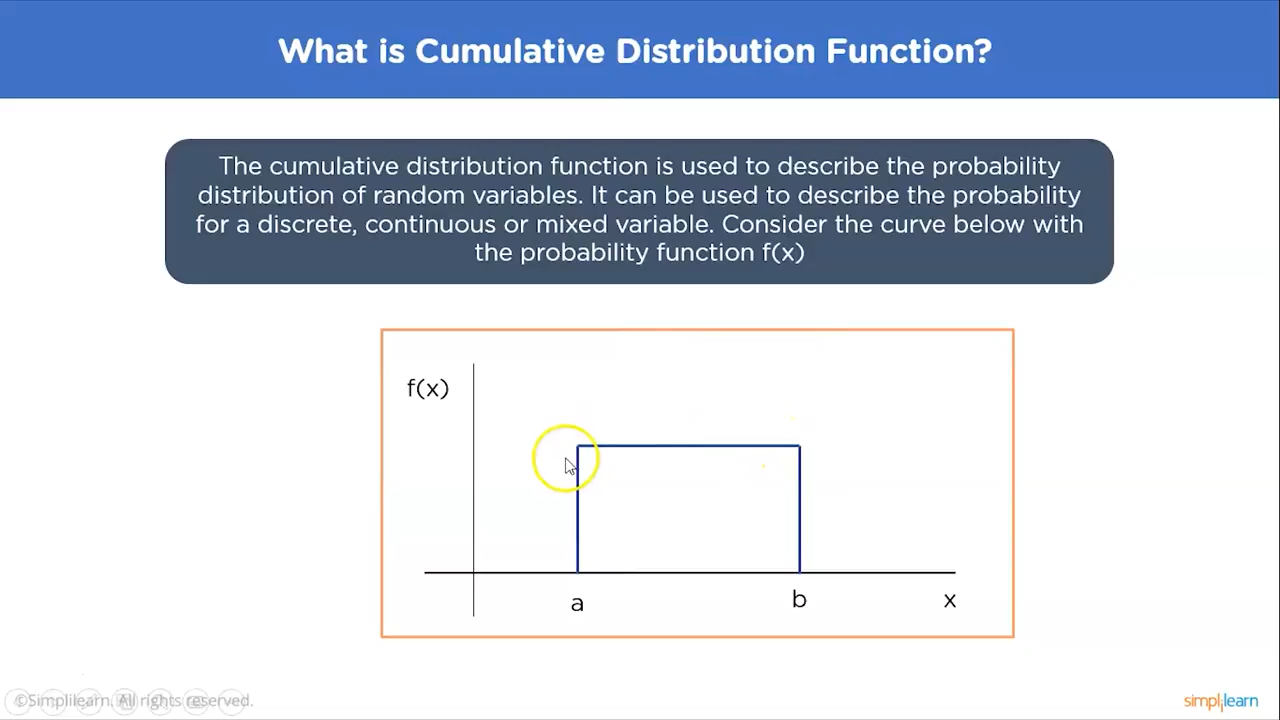 What is Cumulative Distribution Function?
The cumulative distribution function is used to describe the probability
distribution of random variables. It can be used to describe the probability
for a discrete, continuous or mixed variable. Consider the curve below with
the probability function f(x)
f(x)
a
b
x
©Simplilearn. All rights reserved.
simplilearn